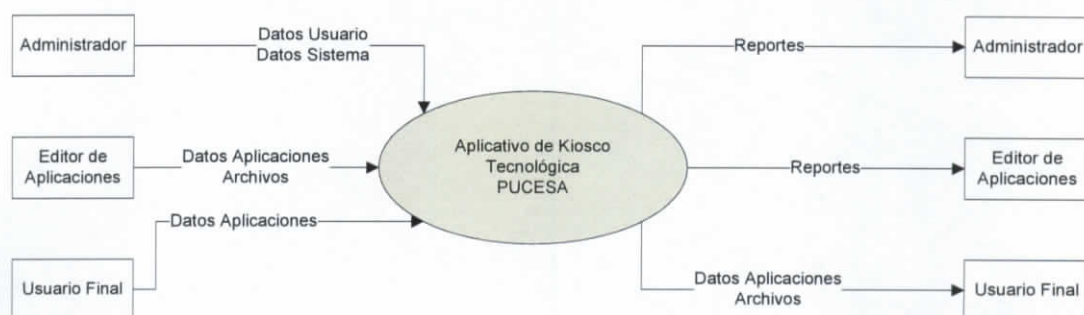 Administrador
Datos Usuario
Datos Sistema
Reportes
Administrador
Editor de
Aplicaciones
Datos Aplicaciones
Archivos
Aplicativo de Kiosco
Tecnológica
PUCESA
Reportes
Editor de
Aplicaciones
Datos Aplicaciones
Usuario Final
Datos Aplicaciones
Archivos
Usuario Final